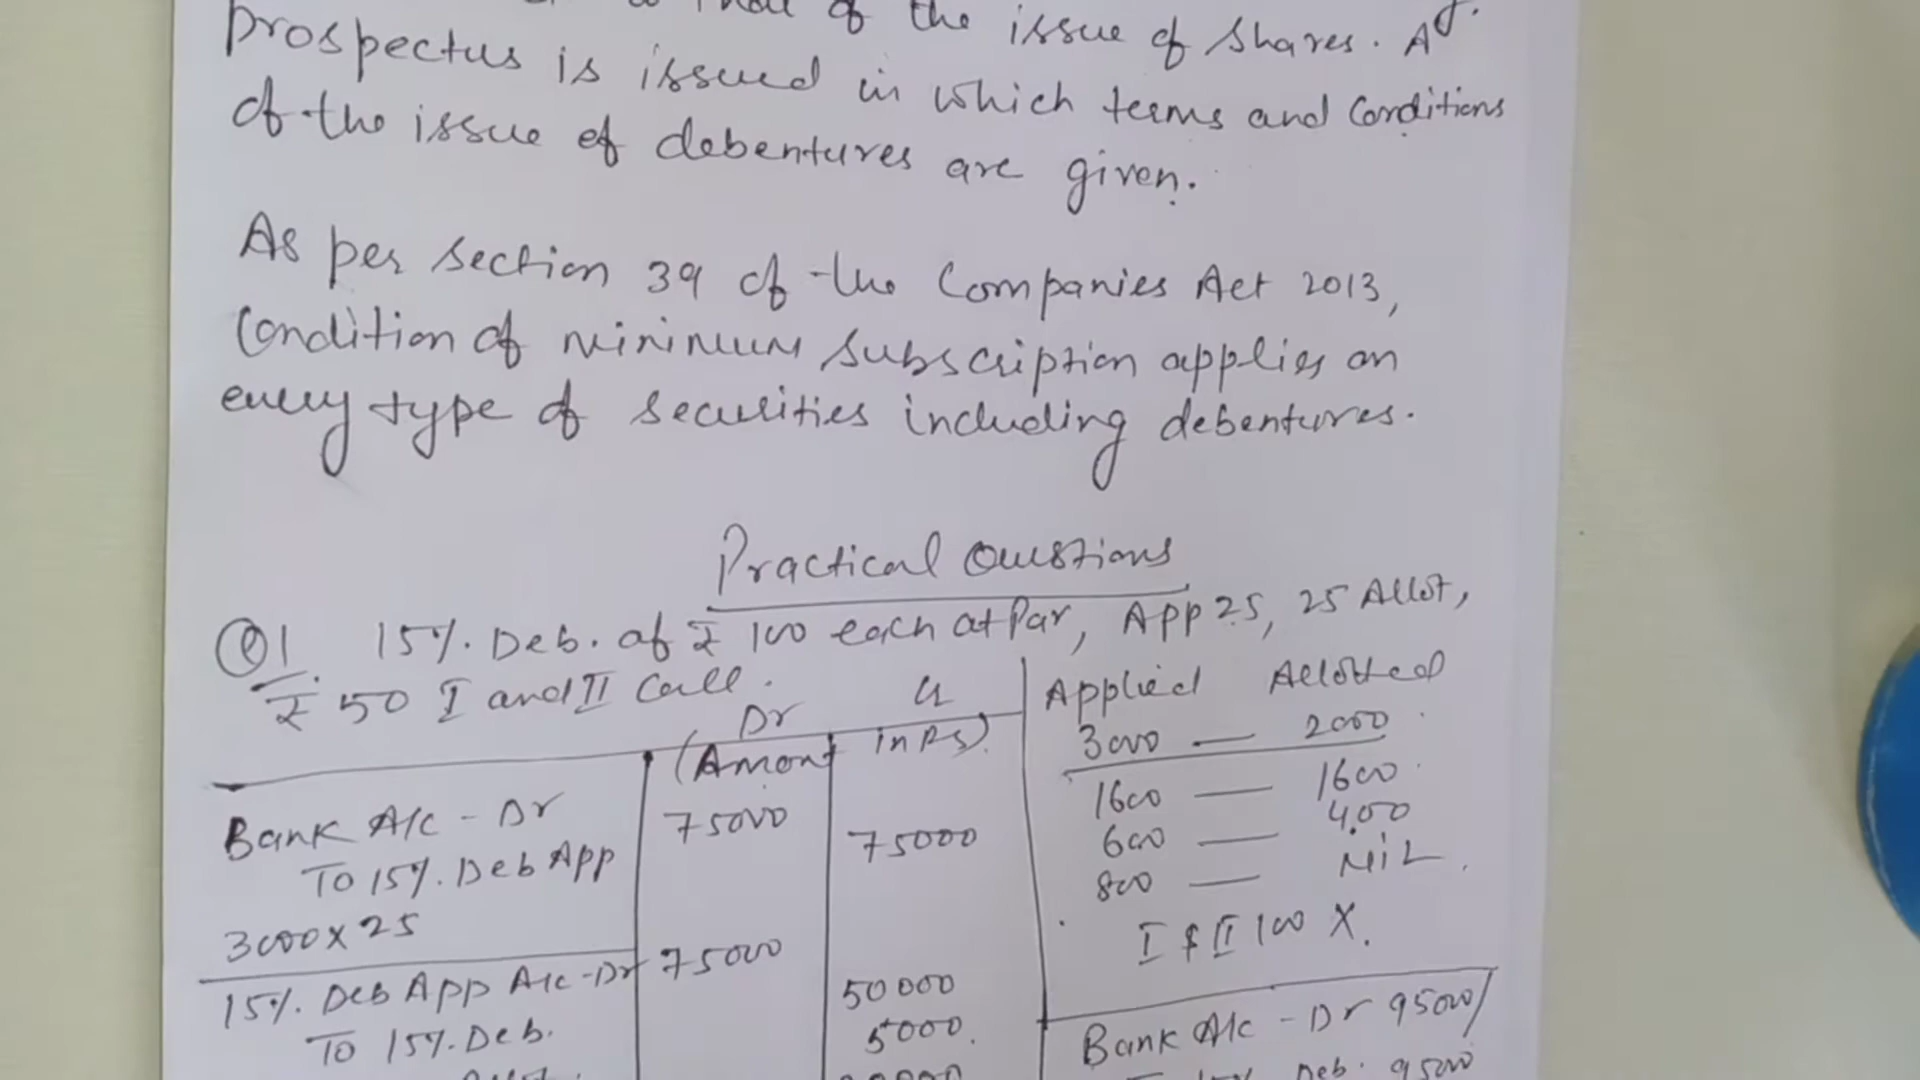 of the issue of shares. A
prospectus is issued in which terms and Conditions
of the issue of debentures are given.
As per section 39 of the Companies Act 2013,
Condition of minimum subscription applies on
every type of securities including debentures.
Practical Questions
Q1. 15%. Deb. of ₹ 100 each at Par, App 25, 25 Allot,
₹ 50 I and II Call.
Dr Cr
(Amont in Rs)
Bank A/c - Dr 75000
To 15%. Deb App 75000
3000 x 25
15%. Deb App A/c - Dr 75000
To 15%. Deb. 50000
5000
Applied Allotted
3000 — 2000
1600 — 1600
600 — 400
800 — NiL.
I & II 100 X.
Bank A/c - Dr 9500/
Deb. 9500